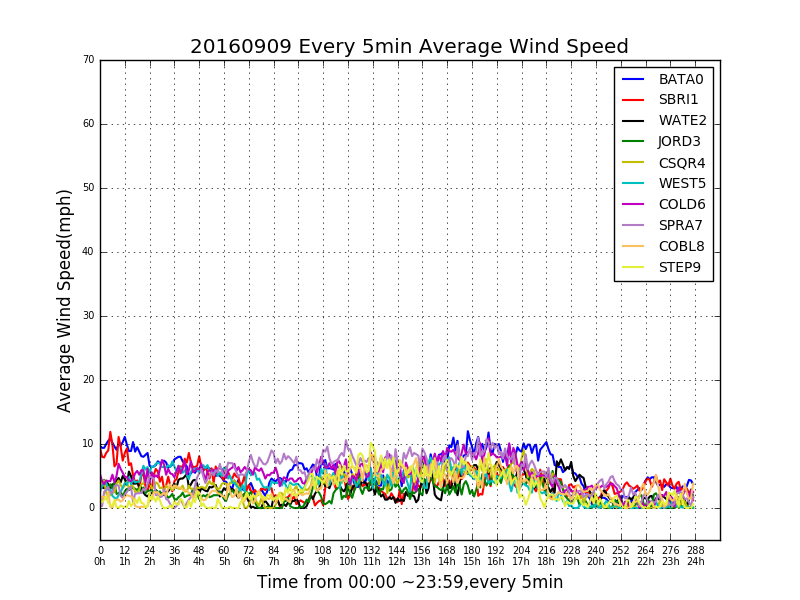 20160909 Every 5min Average Wind Speed
70
60
50
40
30
20
10
0
Average Wind Speed(mph)
BATA0
SBRI1
WATE2
JORD3
CSQR4
WEST5
COLD6
SPRA7
COBL8
STEP9
0 12 24 36 48 60 72 84 96 108 120 132 144 156 168 180 192 204 216 228 240 252 264 276 288
0h 1h 2h 3h 4h 5h 6h 7h 8h 9h 10h 11h 12h 13h 14h 15h 16h 17h 18h 19h 20h 21h 22h 23h 24h
Time from 00:00 ~23:59,every 5min